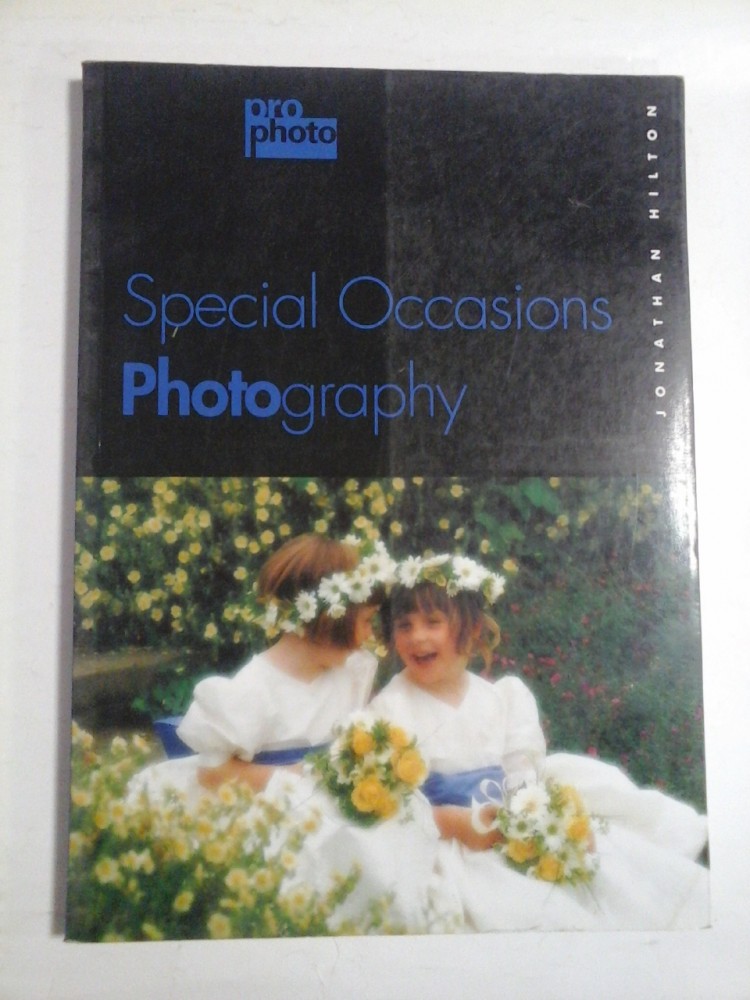 pro
photo
JONATHAN HILTON
Special Occasions
Photography